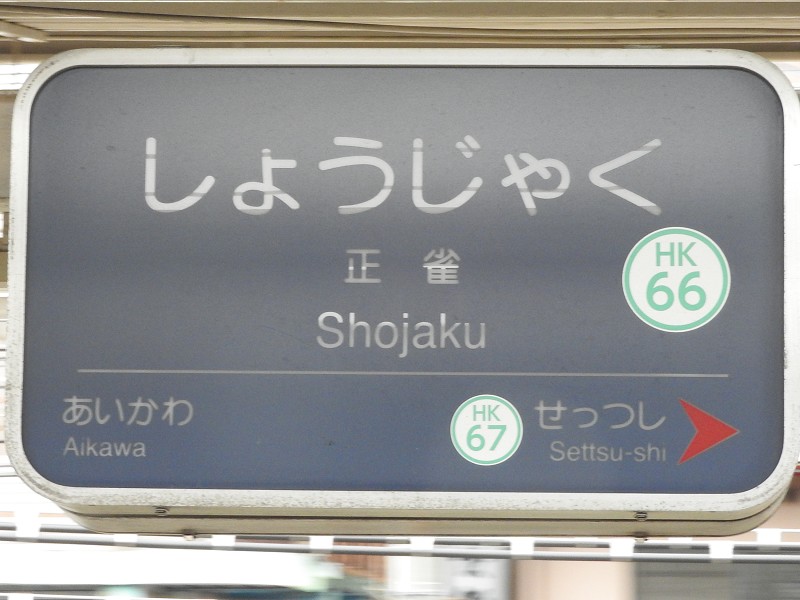 しょうじゃく
正雀
HK
66
Shojaku
あいかわ
Aikawa
HK
67
せっつし
Settsu-shi